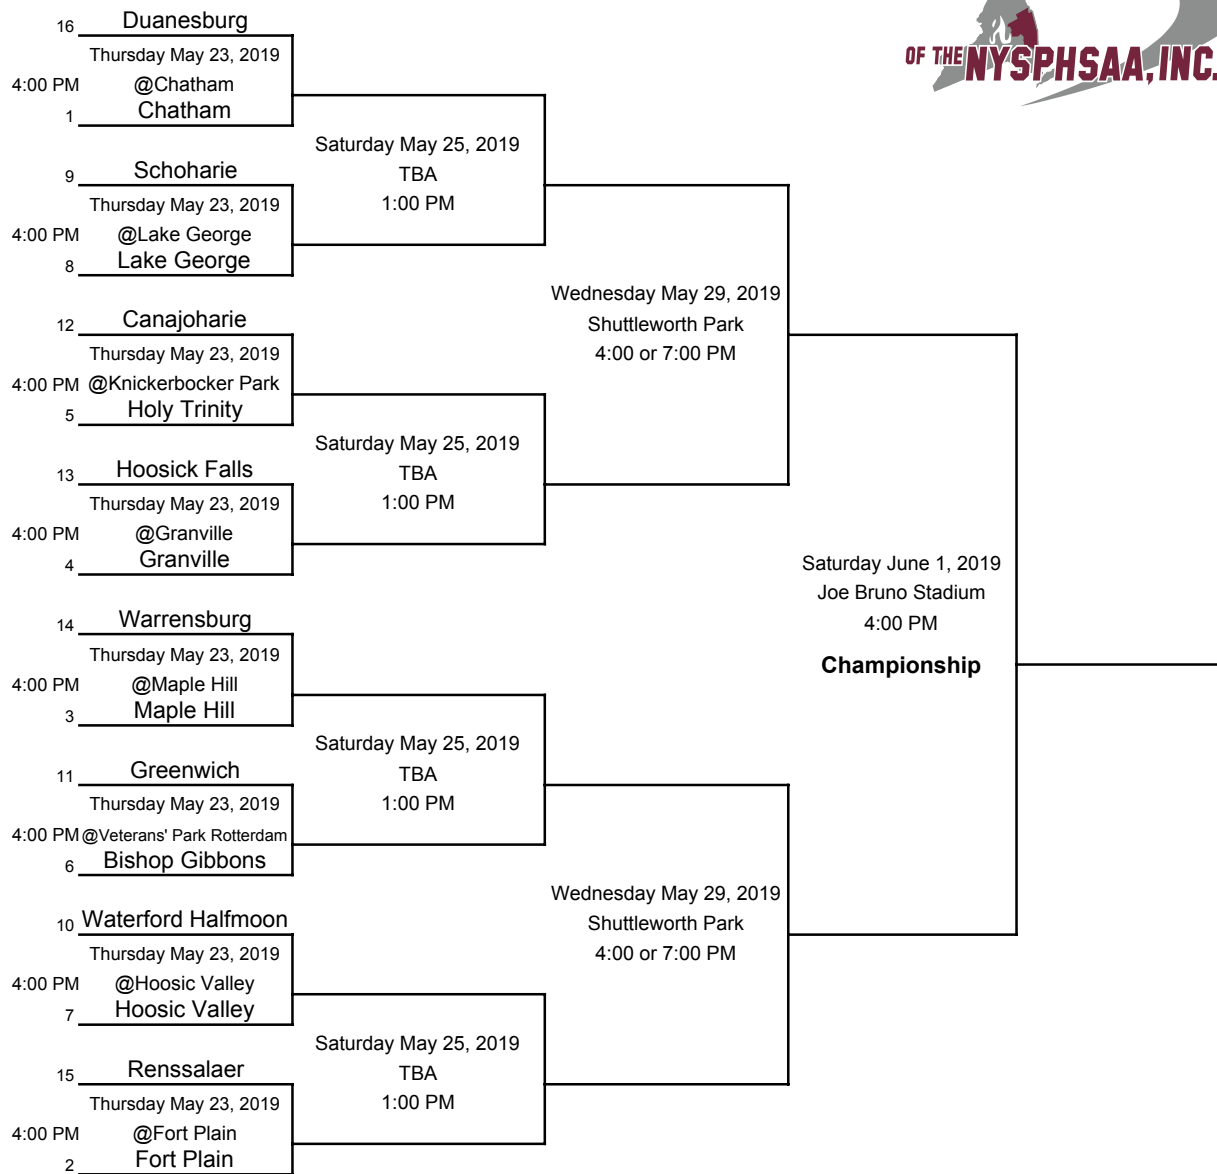 OF THE NYSPHSAA, INC.
16 Duanesburg
Thursday May 23, 2019
4:00 PM @Chatham
1 Chatham
Saturday May 25, 2019
TBA
1:00 PM
9 Schoharie
Thursday May 23, 2019
4:00 PM @Lake George
8 Lake George
Wednesday May 29, 2019
Shuttleworth Park
4:00 or 7:00 PM
12 Canajoharie
Thursday May 23, 2019
4:00 PM @Knickerbocker Park
5 Holy Trinity
Saturday May 25, 2019
TBA
1:00 PM
13 Hoosick Falls
Thursday May 23, 2019
4:00 PM @Granville
4 Granville
Saturday June 1, 2019
Joe Bruno Stadium
4:00 PM
Championship
14 Warrensburg
Thursday May 23, 2019
4:00 PM @Maple Hill
3 Maple Hill
Saturday May 25, 2019
TBA
1:00 PM
11 Greenwich
Thursday May 23, 2019
4:00 PM @Veterans' Park Rotterdam
6 Bishop Gibbons
Wednesday May 29, 2019
Shuttleworth Park
4:00 or 7:00 PM
10 Waterford Halfmoon
Thursday May 23, 2019
4:00 PM @Hoosic Valley
7 Hoosic Valley
Saturday May 25, 2019
TBA
1:00 PM
15 Renssalaer
Thursday May 23, 2019
4:00 PM @Fort Plain
2 Fort Plain